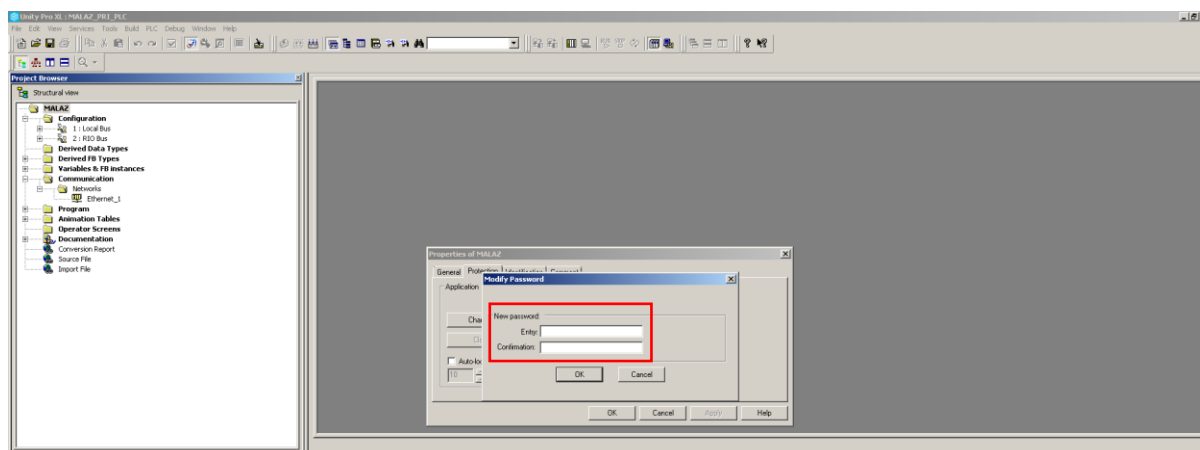 Unity Pro XL : MALAZ_PRI_PLC
File Edit View Services Tools Build PLC Debug Window Help
Project Browser
Structural view
MALAZ
Configuration
1 : Local Bus
2 : RIO Bus
Derived Data Types
Derived FB Types
Variables & FB instances
Communication
Networks
Ethernet_1
Program
Animation Tables
Operator Screens
Documentation
Conversion Report
Source File
Import File
Properties of MALAZ
General Protection Identification Comment
Modify Password
Application
New password:
Entry:
Confirmation:
Cha
Auto-lo
10
OK Cancel
OK Cancel Apply Help